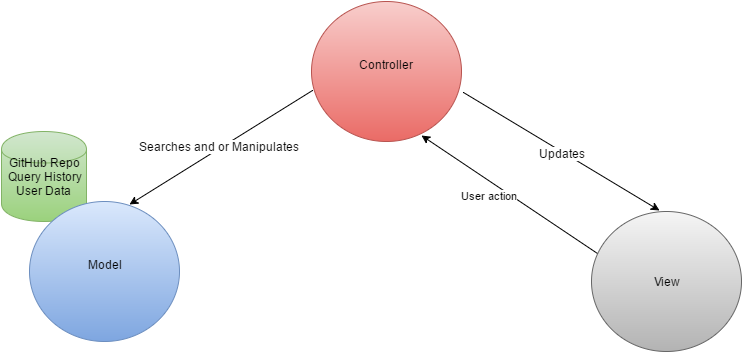 Controller
Searches and or Manipulates
Updates
GitHub Repo
Query History
User Data
User action
Model
View